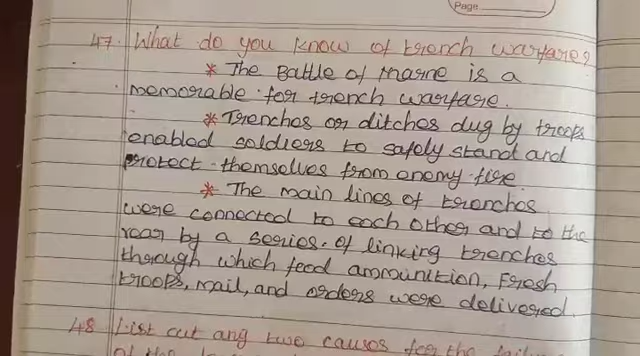 Page
47. What do you know of trench warfare?
* The Battle of marne is a
memorable for trench warfare.
* Trenches or ditches dug by troops
enabled soldiers to safely stand and
protect themselves from enemy fire.
* The main lines of trenches
were connected to each other and to the
rear by a series of linking trenches
through which food ammunition, Fresh
troops, mail, and orders were delivered.
48 List out any two causes for the
of the